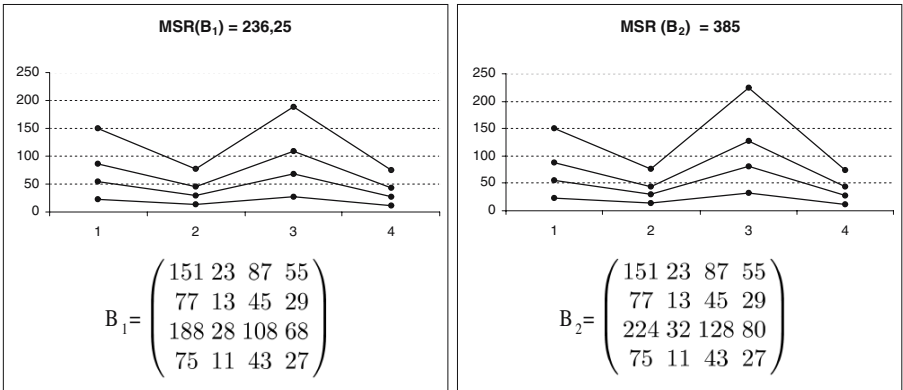 MSR(B₁) = 236,25
250
200
150
100
50
0
1 2 3 4
B₁= (151 23 87 55
77 13 45 29
188 28 108 68
75 11 43 27)
MSR (B₂) = 385
250
200
150
100
50
0
1 2 3 4
B₂= (151 23 87 55
77 13 45 29
224 32 128 80
75 11 43 27)